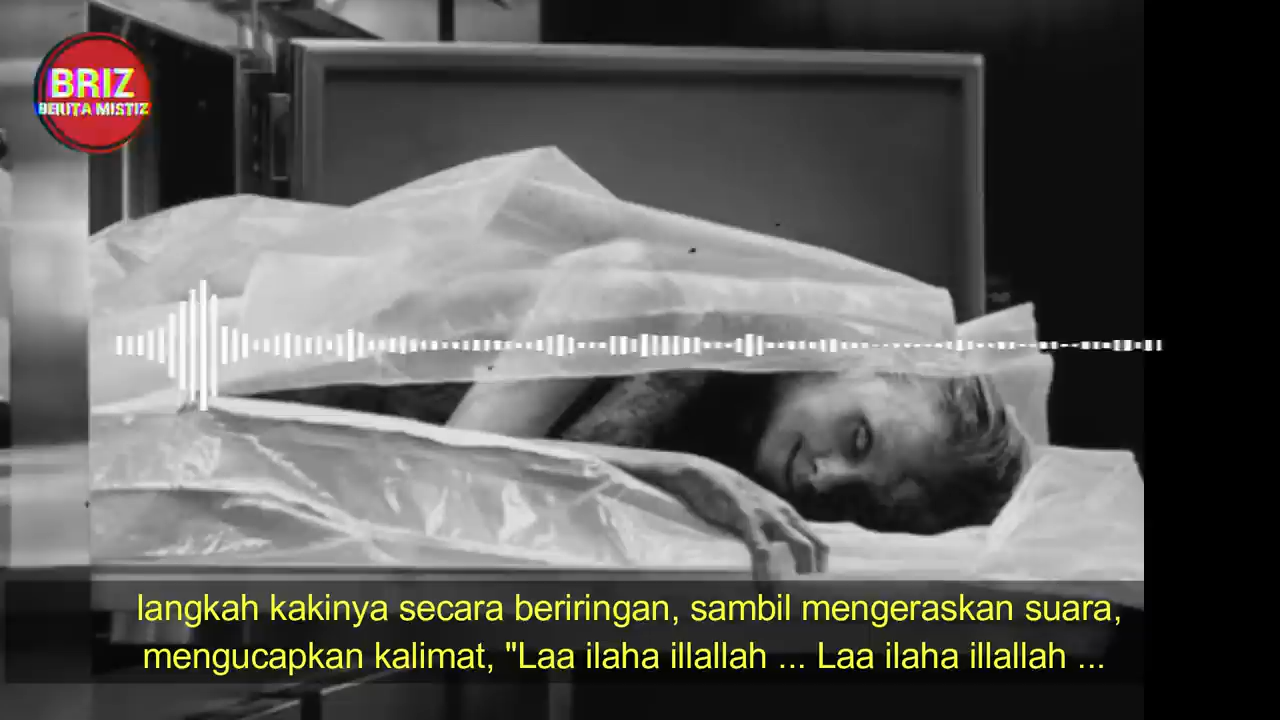 BRIZ
BERITA MISTIZ
langkah kakinya secara beriringan, sambil mengeraskan suara,
mengucapkan kalimat, "Laa ilaha illallah ... Laa ilaha illallah ...